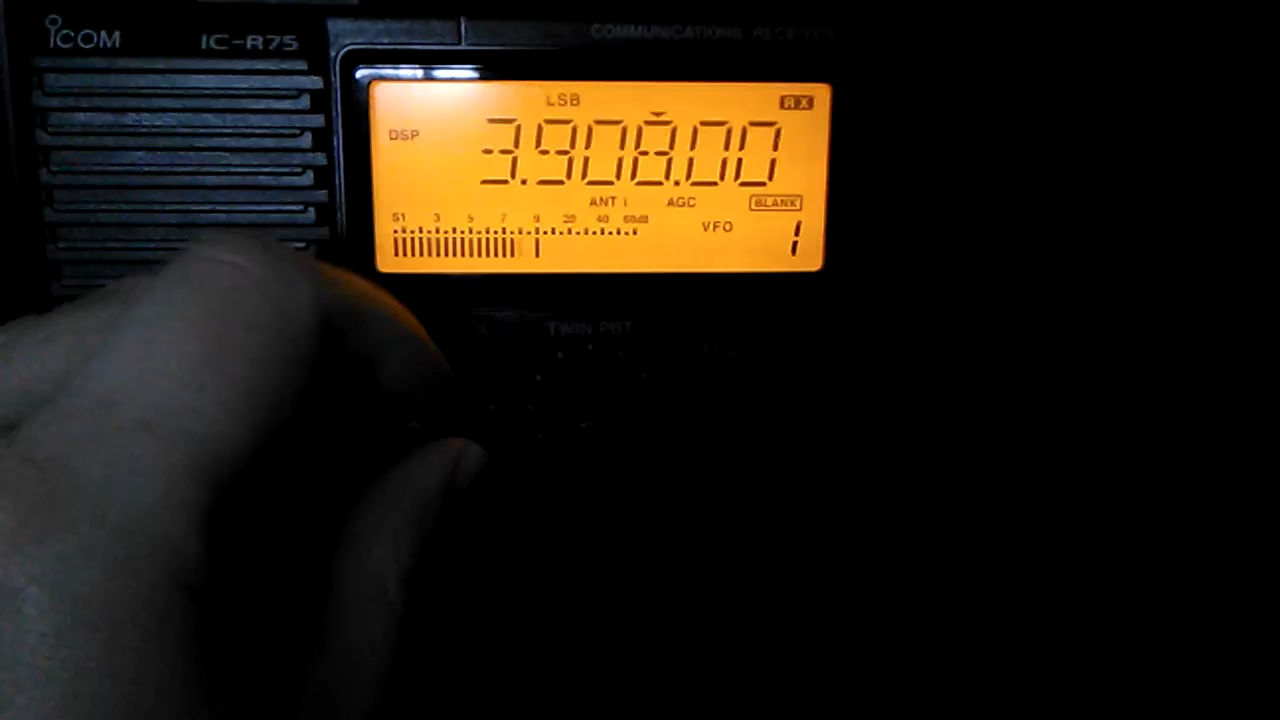 ICOM IC-R75
COMMUNICATIONS RECEIVER
LSB RX
DSP 3.908.00
ANT 1 AGC BLANK
S1 3 5 7 9 20 40 60dB
VFO 1
TWIN PBT